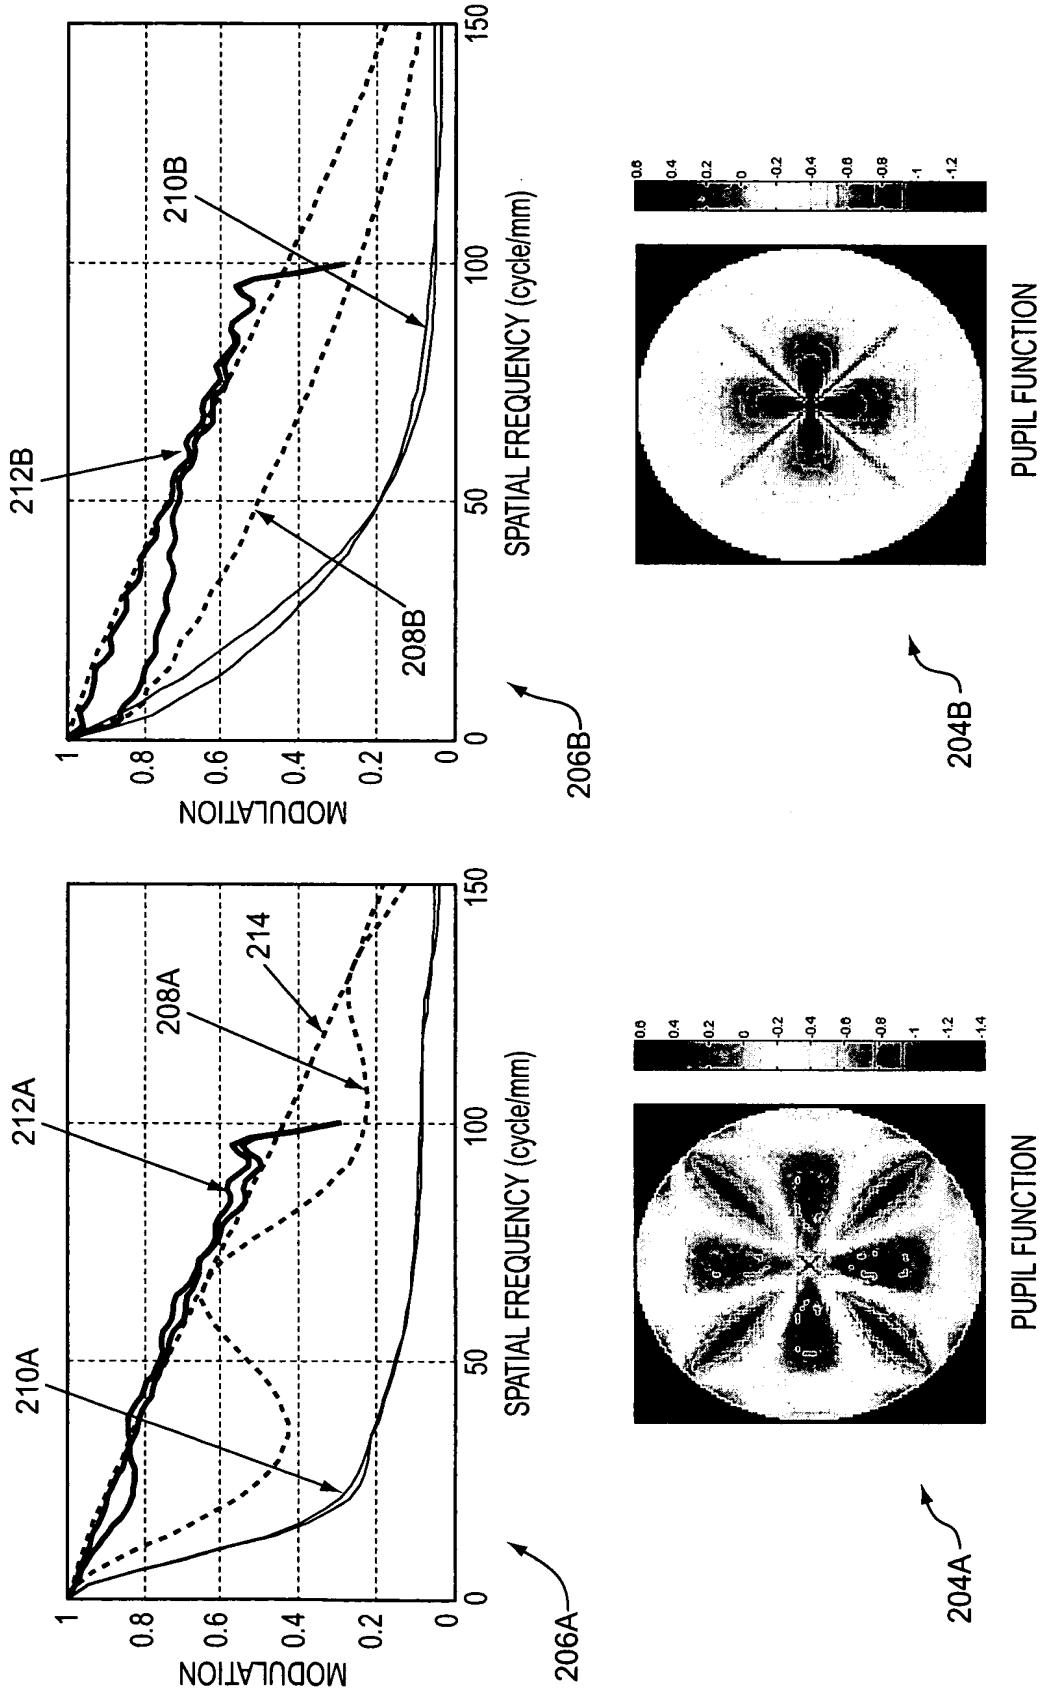 212A
210A
208A
214
1
0.8
0.6
0.4
0.2
0
MODULATION
0
50
100
150
SPATIAL FREQUENCY (cycle/mm)
206A
212B
210B
208B
1
0.8
0.6
0.4
0.2
0
MODULATION
0
50
100
150
SPATIAL FREQUENCY (cycle/mm)
206B
0.6
0.4
0.2
0
-0.2
-0.4
-0.6
-0.8
-1
-1.2
-1.4
PUPIL FUNCTION
204A
0.6
0.4
0.2
0
-0.2
-0.4
-0.6
-0.8
-1
-1.2
PUPIL FUNCTION
204B